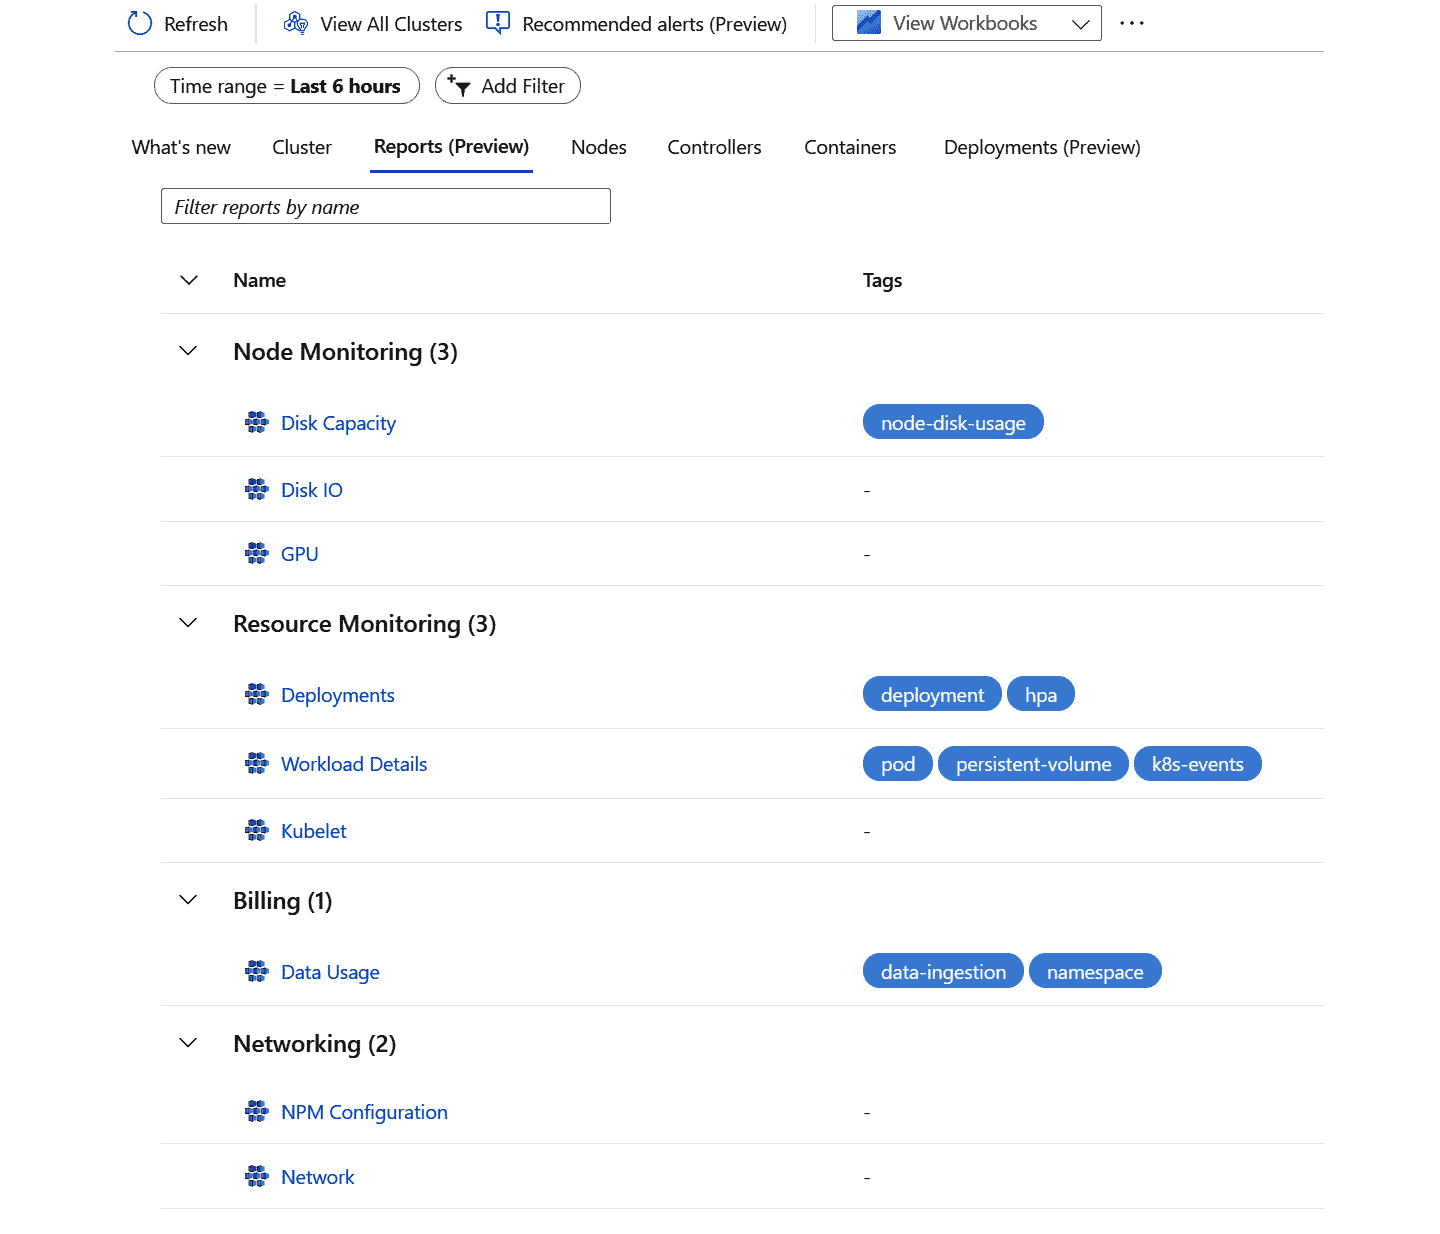 Refresh View All Clusters Recommended alerts (Preview) View Workbooks ...
Time range = Last 6 hours Add Filter
What's new Cluster Reports (Preview) Nodes Controllers Containers Deployments (Preview)
Filter reports by name
Name Tags
Node Monitoring (3)
Disk Capacity node-disk-usage
Disk IO -
GPU -
Resource Monitoring (3)
Deployments deployment hpa
Workload Details pod persistent-volume k8s-events
Kubelet -
Billing (1)
Data Usage data-ingestion namespace
Networking (2)
NPM Configuration -
Network -